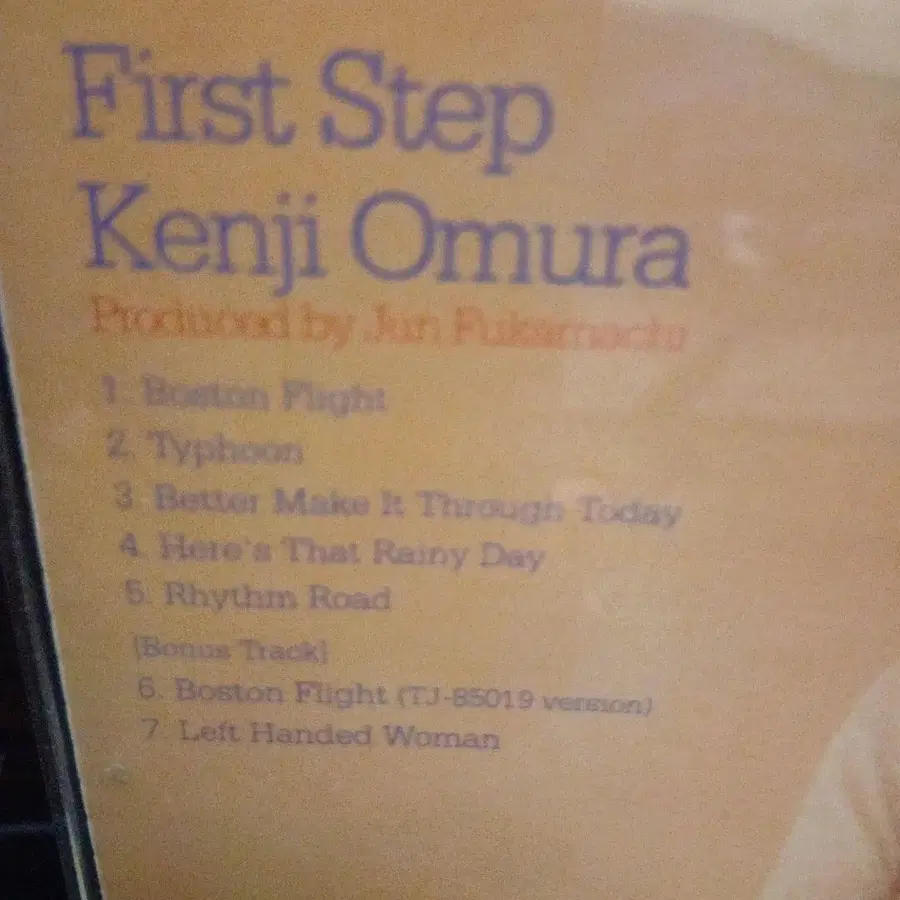 First Step
Kenji Omura
Produced by Jun Fukamachi
1. Boston Flight
2. Typhoon
3. Better Make It Through Today
4. Here's That Rainy Day
5. Rhythm Road
[Bonus Track]
6. Boston Flight (TJ-85019 version)
7. Left Handed Woman